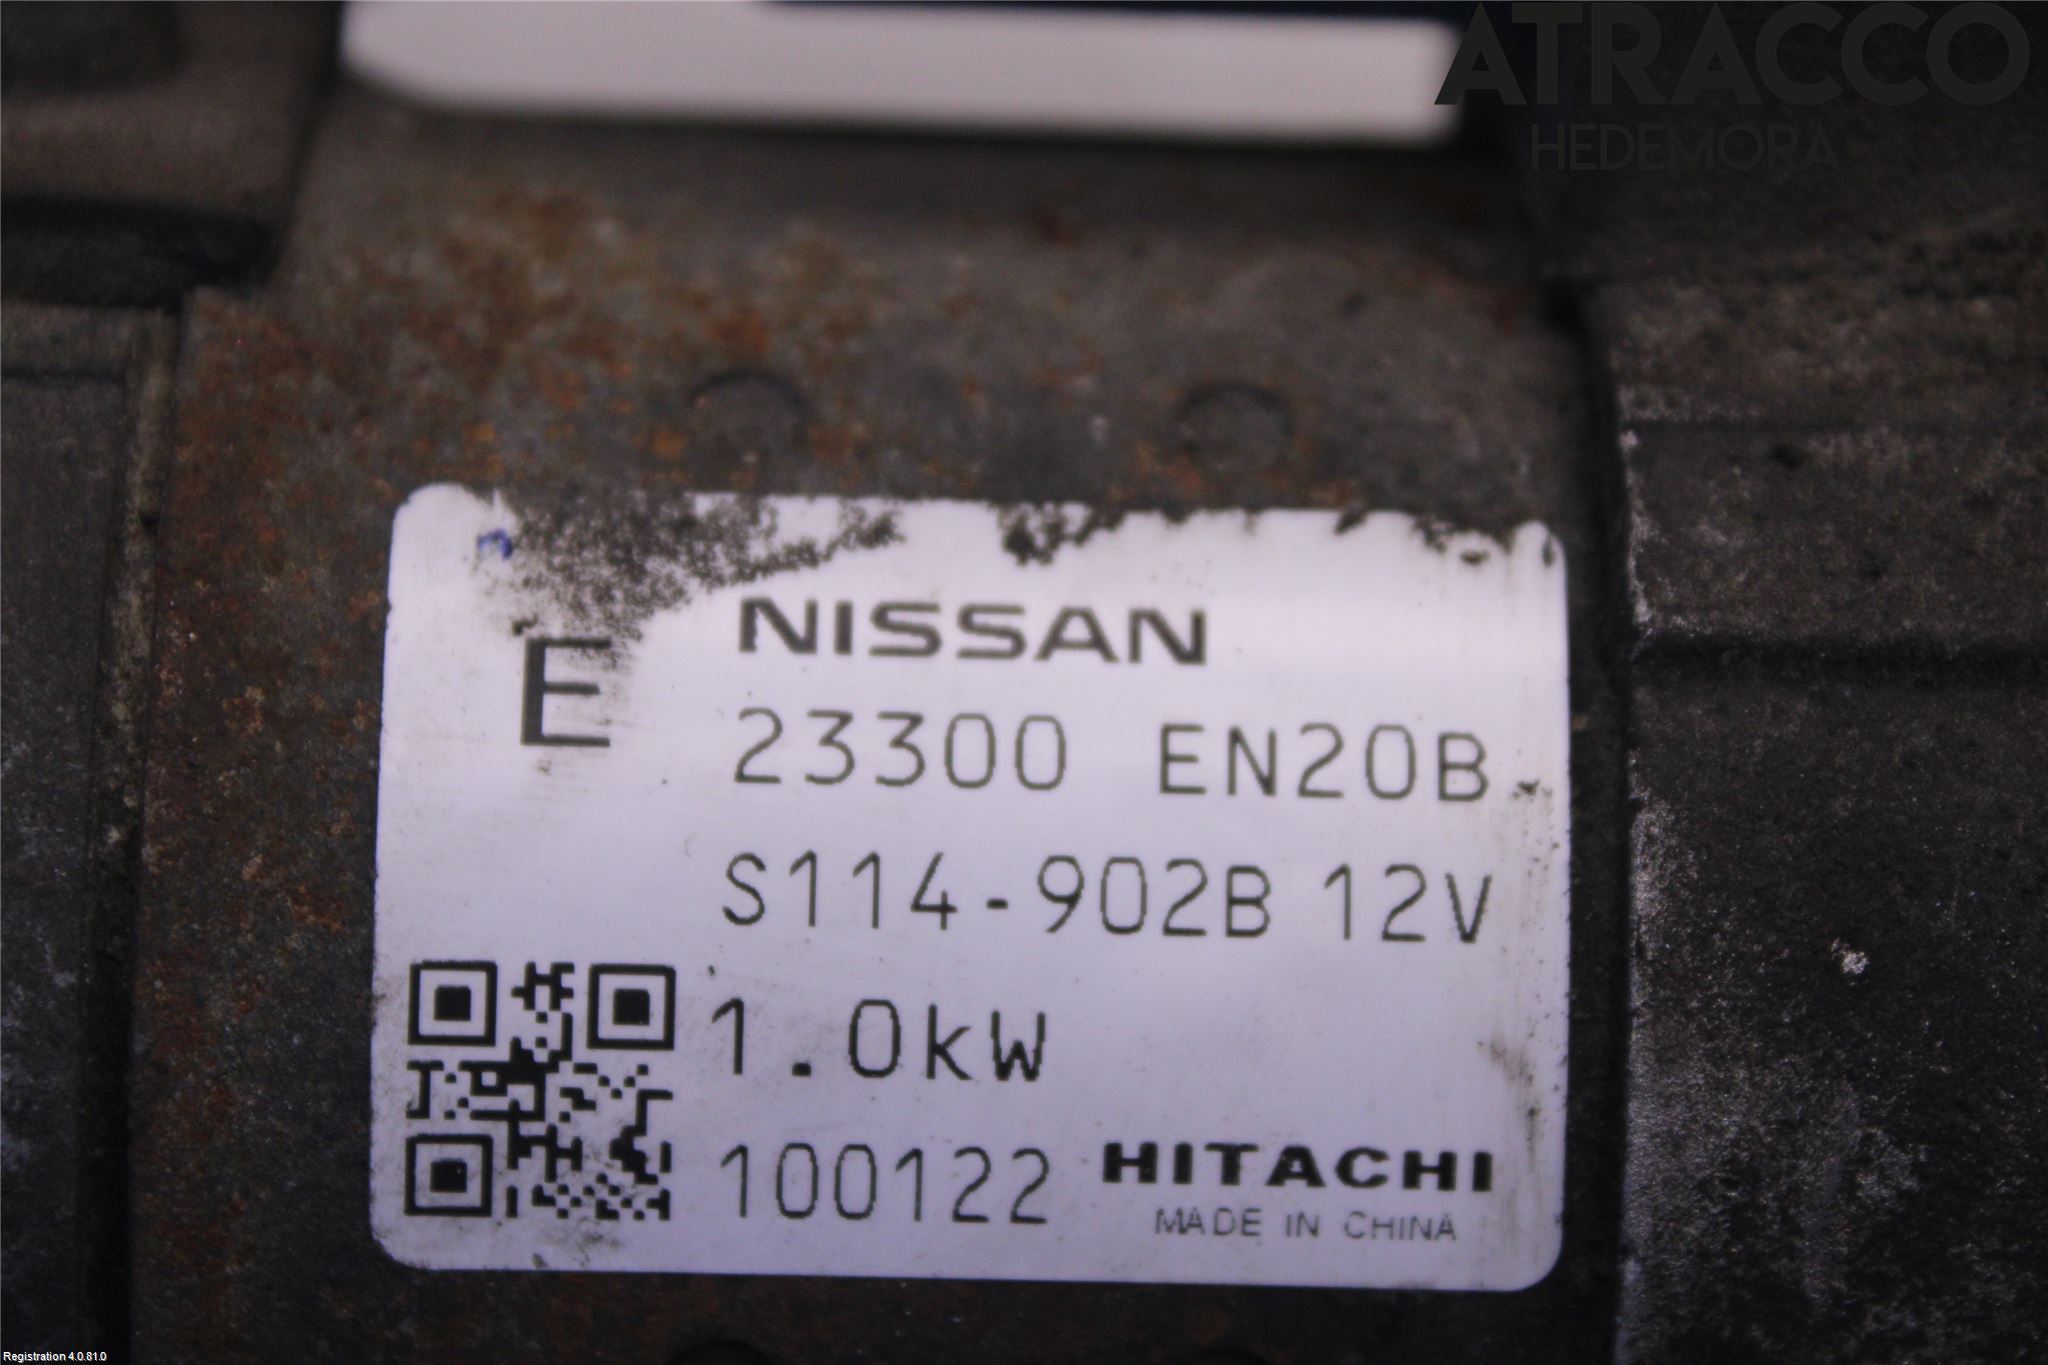 ATRACCO
HEDEMORA
NISSAN
E
23300 EN20B
S114-902B 12V
1.0kW
100122 HITACHI
MADE IN CHINA
Registration 4.0.81.0